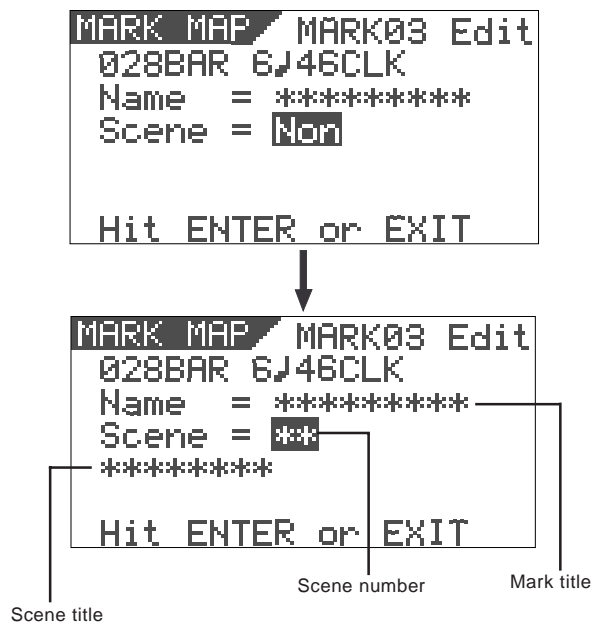 MARK MAP MARK03 Edit
028BAR 6♩46CLK
Name = *********
Scene = Non
Hit ENTER or EXIT
MARK MAP MARK03 Edit
028BAR 6♩46CLK
Name = *********
Scene = **
********
Hit ENTER or EXIT
Scene number
Mark title
Scene title